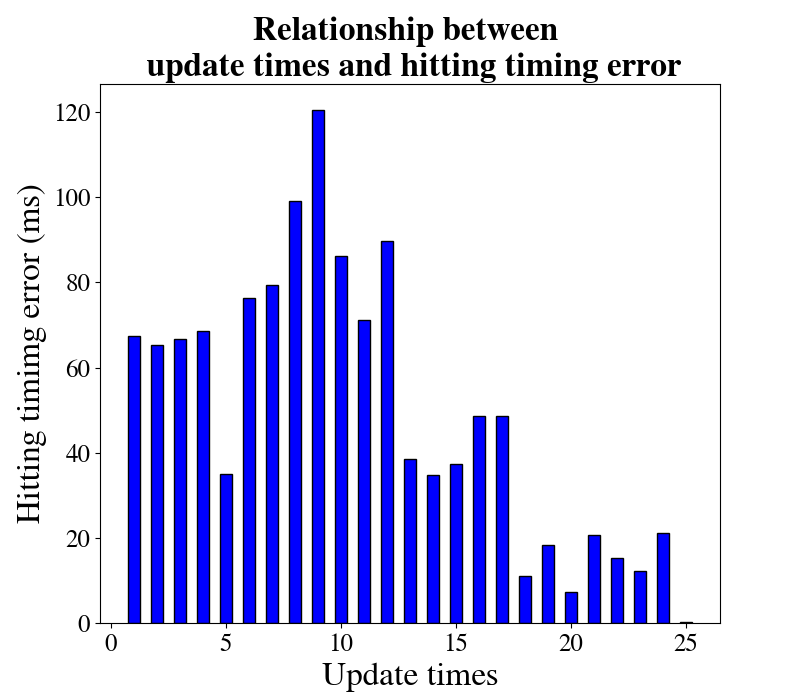 Relationship between
update times and hitting timing error
Hitting timimg error (ms)
120
100
80
60
40
20
0
0 5 10 15 20 25
Update times